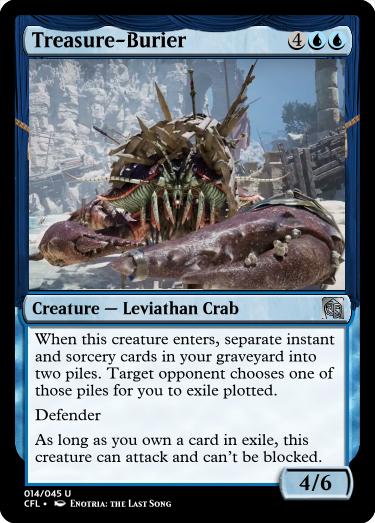 Treasure-Burier 4
Creature — Leviathan Crab
When this creature enters, separate instant
and sorcery cards in your graveyard into
two piles. Target opponent chooses one of
those piles for you to exile plotted.
Defender
As long as you own a card in exile, this
creature can attack and can't be blocked.
4/6
014/045 U
CFL • Enotria: the Last Song